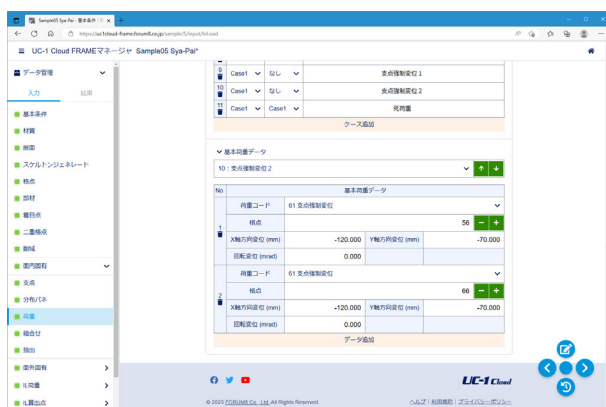 Sample05 Sya-Pai - 基本条件
https://uc1cloud-frame.forum8.co.jp/sample/5/input/InLoad
UC-1 Cloud FRAMEマネージャ Sample05 Sya-Pai*
データ管理
入力 結果
基本条件
材質
断面
スケルトンジェネレート
格点
部材
着目点
二重格点
剛域
面内固有
支点
分布バネ
荷重
組合せ
抽出
面外固有
IL荷重
IL算出点
9 Case1 なし 支点強制変位1
10 Case1 なし 支点強制変位2
11 Case1 Case1 死荷重
ケース追加
基本荷重データ
10 : 支点強制変位2
No 基本荷重データ
1
荷重コード 61 支点強制変位
格点 56
X軸方向変位 (mm) -120.000 Y軸方向変位 (mm) -70.000
回転変位 (mrad) 0.000
2
荷重コード 61 支点強制変位
格点 66
X軸方向変位 (mm) -120.000 Y軸方向変位 (mm) -70.000
回転変位 (mrad) 0.000
データ追加
UC-1 Cloud
© 2023 FORUM8 Co., Ltd. All Rights Reserved.
ヘルプ | 利用規約 | プライバシーポリシー